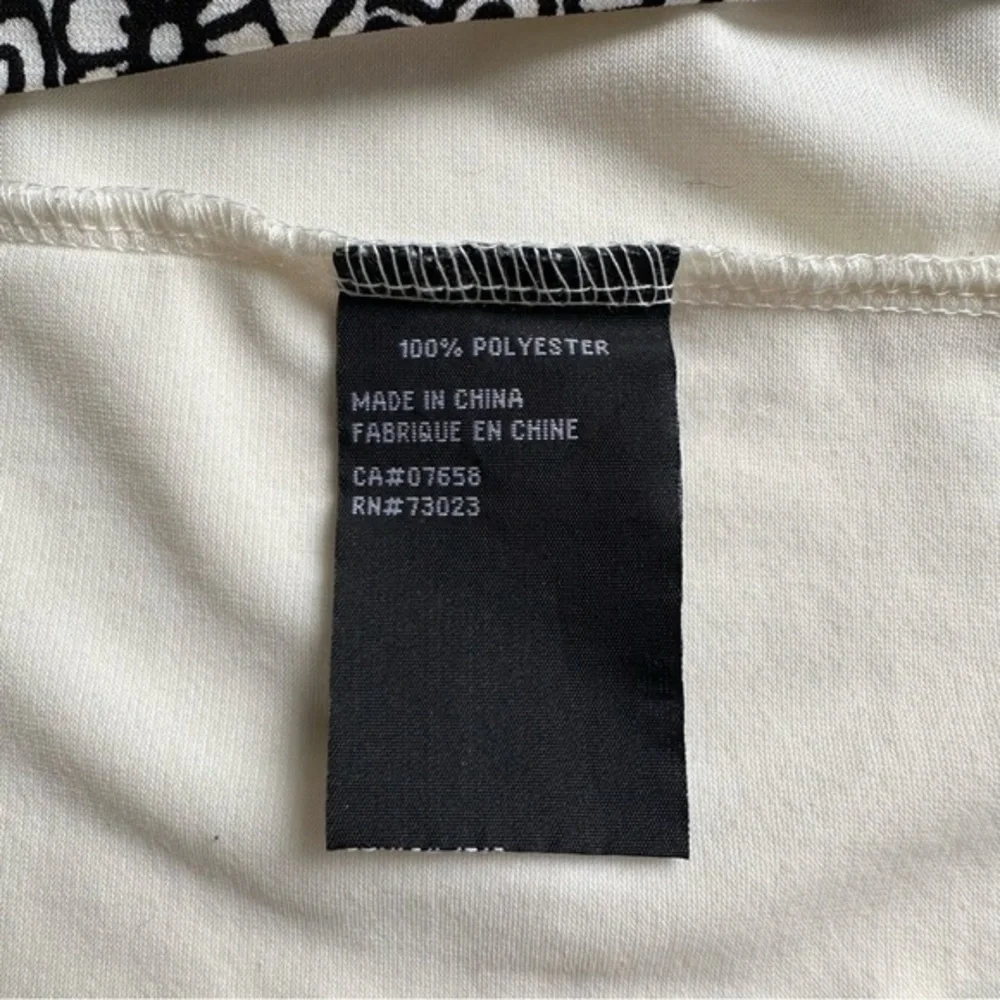 100% POLYESTER
MADE IN CHINA
FABRIQUE EN CHINE
CA#07658
RN#73023